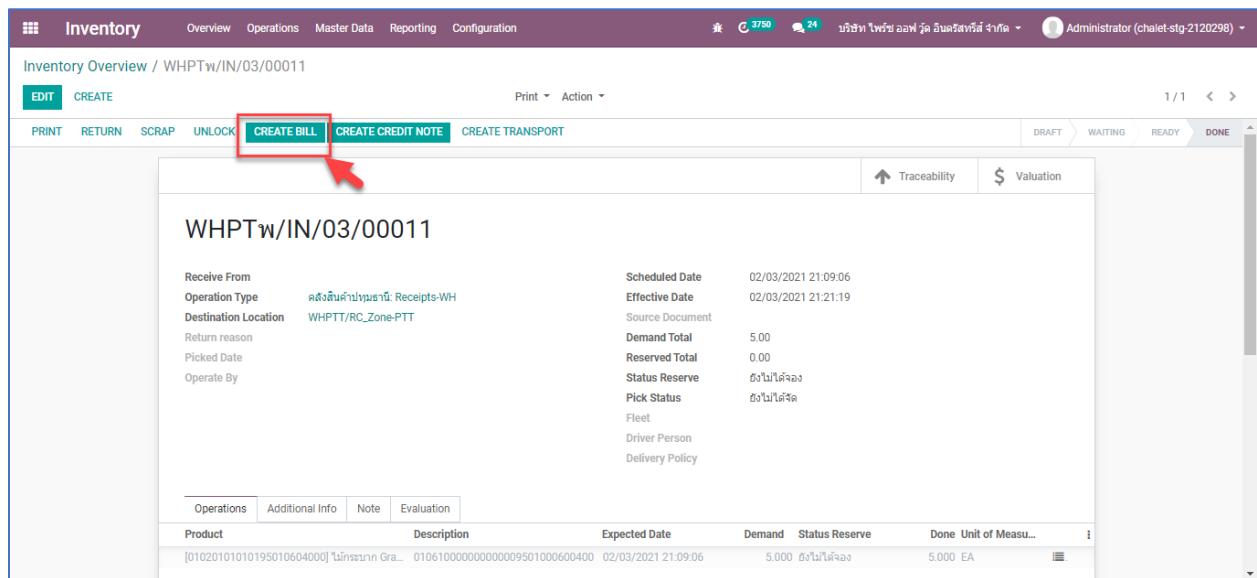 Inventory Overview Operations Master Data Reporting Configuration 3750 24 บริษัท ไพร้ซ ออฟ วู้ด อินดรัสทรีส์ จำกัด Administrator (chalet-stg-2120298)
Inventory Overview / WHPTพ/IN/03/00011
EDIT CREATE Print Action 1 / 1
PRINT RETURN SCRAP UNLOCK CREATE BILL CREATE CREDIT NOTE CREATE TRANSPORT DRAFT WAITING READY DONE
Traceability Valuation
WHPTพ/IN/03/00011
Receive From Scheduled Date 02/03/2021 21:09:06
Operation Type คลังสินค้าปทุมธานี: Receipts-WH Effective Date 02/03/2021 21:21:19
Destination Location WHPTT/RC_Zone-PTT Source Document
Return reason Demand Total 5.00
Picked Date Reserved Total 0.00
Operate By Status Reserve ยังไม่ได้จอง
Pick Status ยังไม่ได้จัด
Fleet
Driver Person
Delivery Policy
Operations Additional Info Note Evaluation
Product Description Expected Date Demand Status Reserve Done Unit of Measu...
[01020101010195010604000] ไม้กระบาก Gra... 02/03/2021 21:09:06 5.000 ยังไม่ได้จอง 5.000 EA